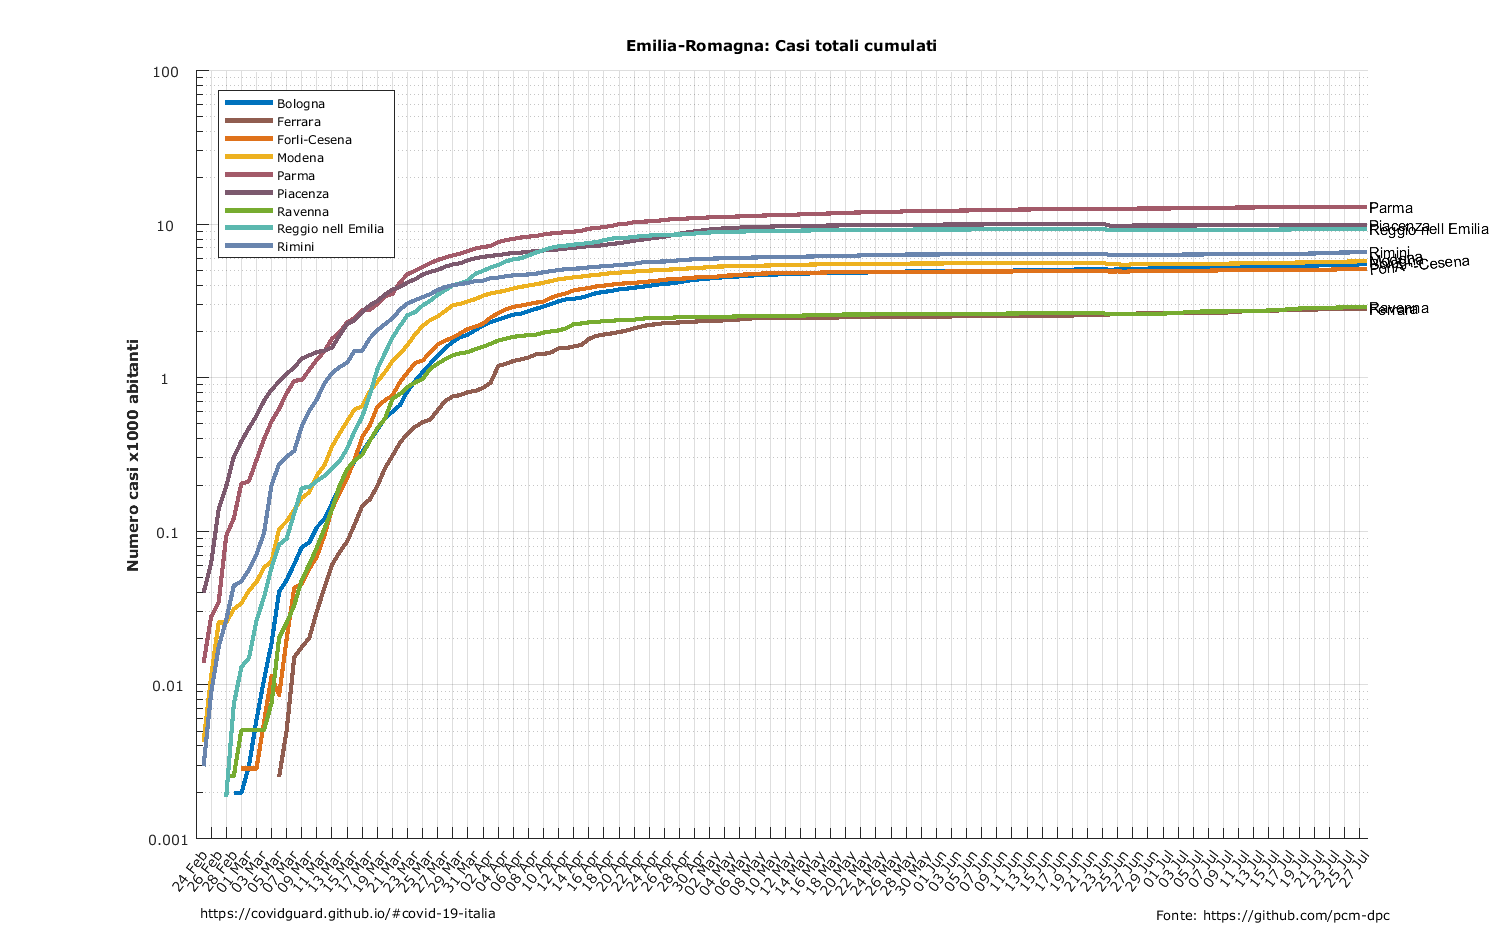 Emilia-Romagna: Casi totali cumulati
Numero casi x1000 abitanti
100
10
1
0.1
0.01
0.001
Bologna
Ferrara
Forlì-Cesena
Modena
Parma
Piacenza
Ravenna
Reggio nell Emilia
Rimini
Parma
Piacenza
Reggio nell Emilia
Rimini
Modena
Bologna
Forlì-Cesena
Ravenna
Ferrara
24 Feb
26 Feb
28 Feb
01 Mar
03 Mar
05 Mar
07 Mar
09 Mar
11 Mar
13 Mar
15 Mar
17 Mar
19 Mar
21 Mar
23 Mar
25 Mar
27 Mar
29 Mar
31 Mar
02 Apr
04 Apr
06 Apr
08 Apr
10 Apr
12 Apr
14 Apr
16 Apr
18 Apr
20 Apr
22 Apr
24 Apr
26 Apr
28 Apr
30 Apr
02 May
04 May
06 May
08 May
10 May
12 May
14 May
16 May
18 May
20 May
22 May
24 May
26 May
28 May
30 May
01 Jun
03 Jun
05 Jun
07 Jun
09 Jun
11 Jun
13 Jun
15 Jun
17 Jun
19 Jun
21 Jun
23 Jun
25 Jun
27 Jun
29 Jun
01 Jul
03 Jul
05 Jul
07 Jul
09 Jul
11 Jul
13 Jul
15 Jul
17 Jul
19 Jul
21 Jul
23 Jul
25 Jul
27 Jul
https://covidguard.github.io/#covid-19-italia
Fonte: https://github.com/pcm-dpc